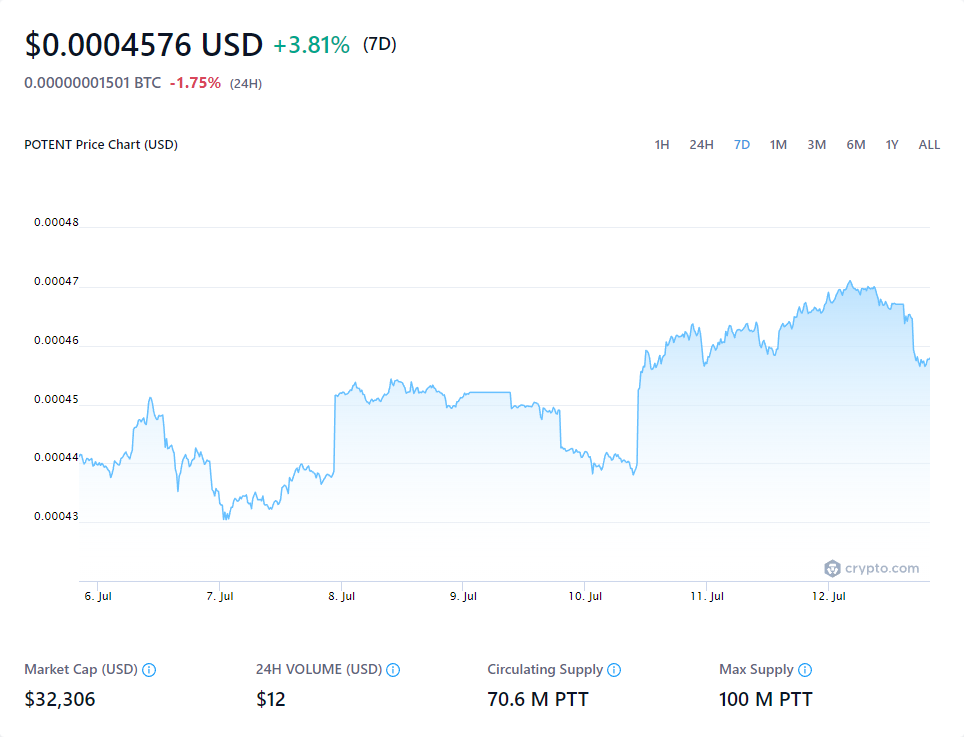 $0.0004576 USD +3.81% (7D)
0.00000001501 BTC -1.75% (24H)
POTENT Price Chart (USD) 1H 24H 7D 1M 3M 6M 1Y ALL
0.00048
0.00047
0.00046
0.00045
0.00044
0.00043
crypto.com
6. Jul 7. Jul 8. Jul 9. Jul 10. Jul 11. Jul 12. Jul
Market Cap (USD) 24H VOLUME (USD) Circulating Supply Max Supply
$32,306 $12 70.6 M PTT 100 M PTT